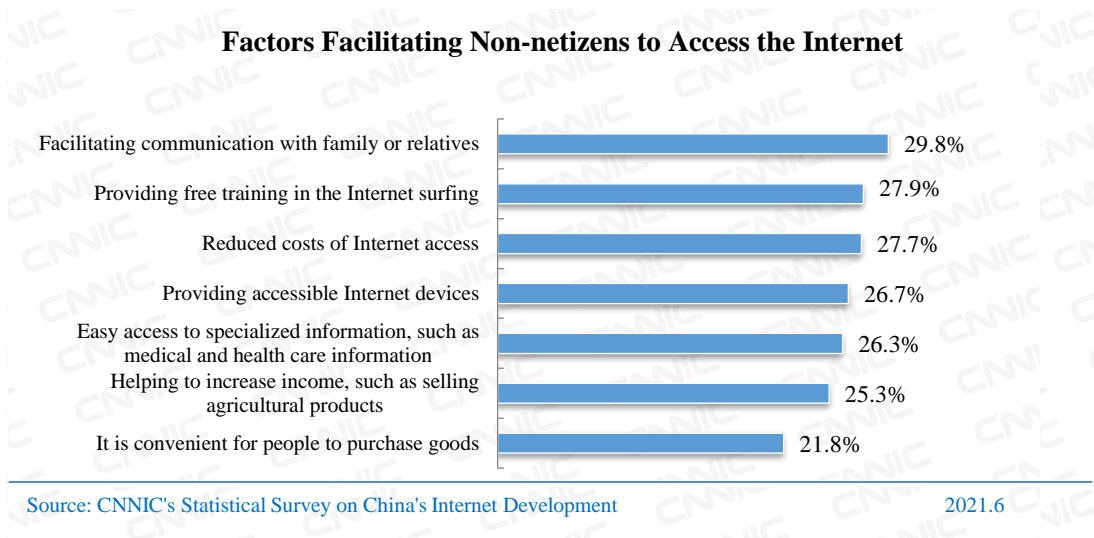 Factors Facilitating Non-netizens to Access the Internet
Facilitating communication with family or relatives
29.8%
Providing free training in the Internet surfing
27.9%
Reduced costs of Internet access
27.7%
Providing accessible Internet devices
26.7%
Easy access to specialized information, such as
medical and health care information
26.3%
Helping to increase income, such as selling
agricultural products
25.3%
It is convenient for people to purchase goods
21.8%
Source: CNNIC's Statistical Survey on China's Internet Development
2021.6
CNNIC